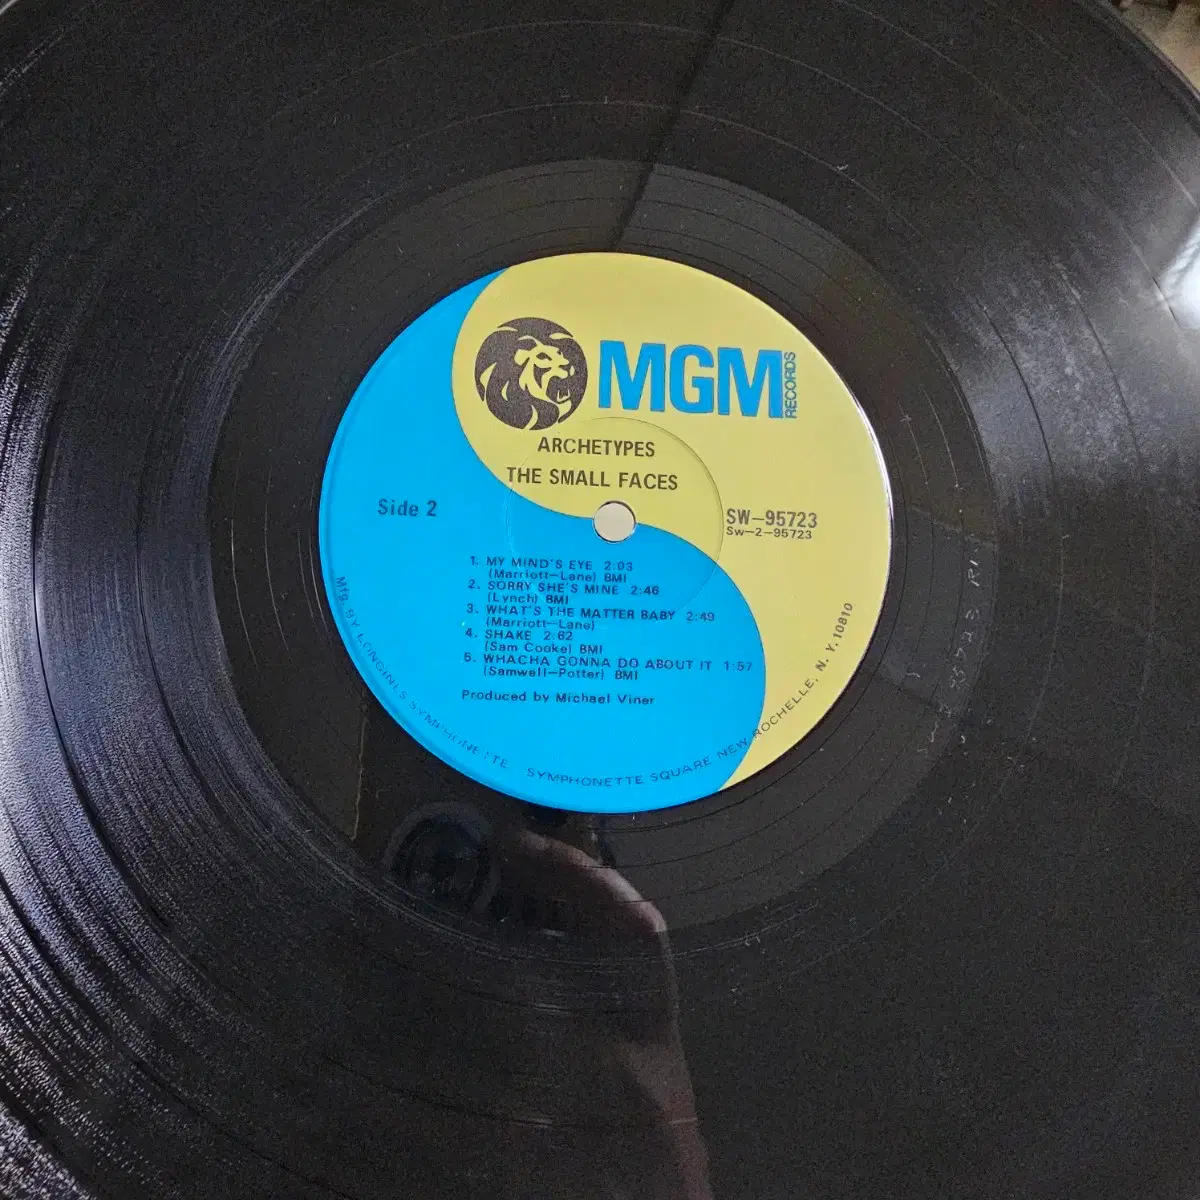 MGM RECORDS
ARCHETYPES
THE SMALL FACES
Side 2
SW-95723
Sw-2-95723
1. MY MIND'S EYE 2:03
(Marriott-Lane) BMI
2. SORRY SHE'S MINE 2:46
(Lynch) BMI
3. WHAT'S THE MATTER BABY 2:49
(Marriott-Lane)
4. SHAKE 2:62
(Sam Cooke) BMI
5. WHACHA GONNA DO ABOUT IT 1:57
(Samwell-Potter) BMI
Produced by Michael Viner
Mfg. BY LONGINES SYMPHONETTE SYMPHONETTE SQUARE NEW ROCHELLE, N. Y. 10810